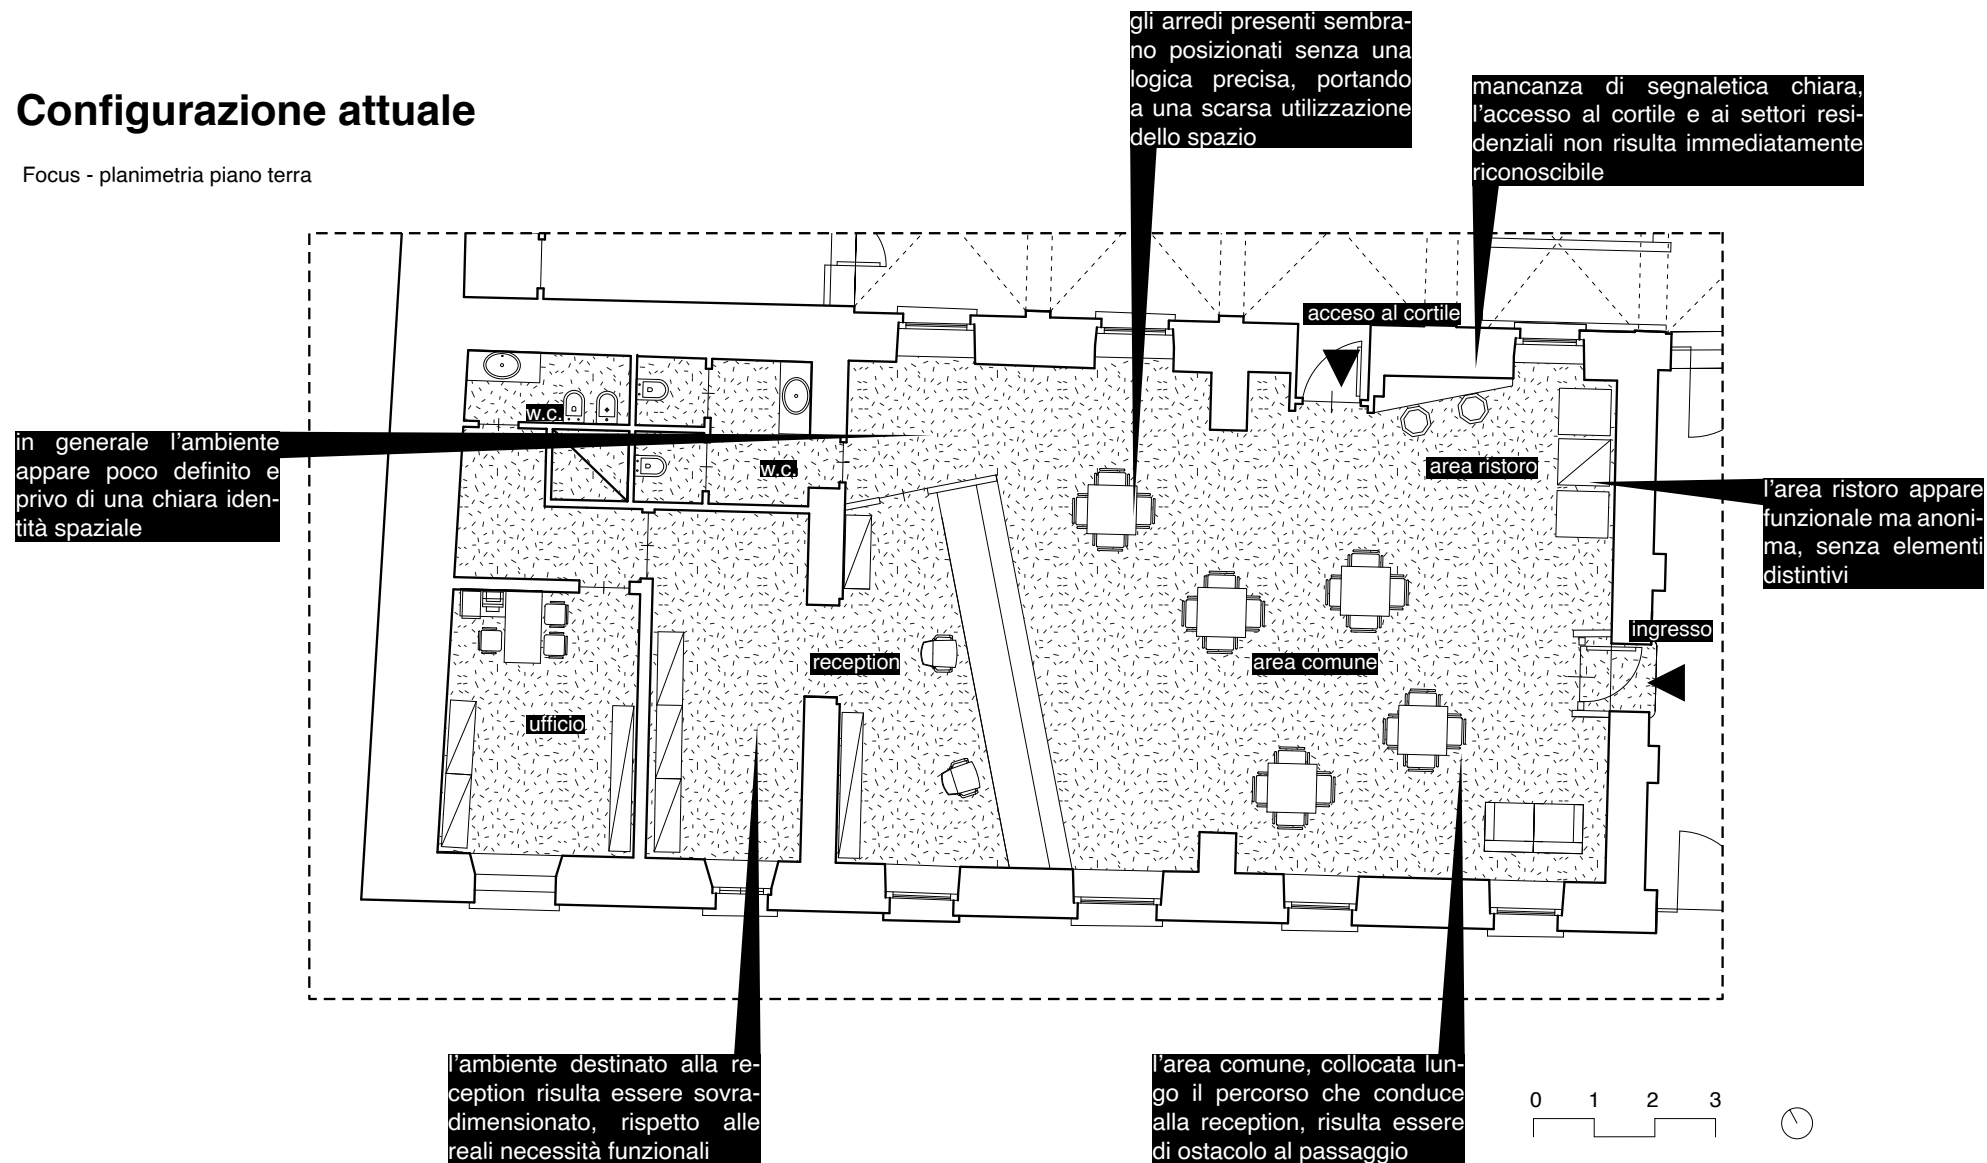 Configurazione attuale
Focus - planimetria piano terra
gli arredi presenti sembra-
no posizionati senza una
logica precisa, portando
a una scarsa utilizzazione
dello spazio
mancanza di segnaletica chiara,
l'accesso al cortile e ai settori resi-
denziali non risulta immediatamente
riconoscibile
acceso al cortile
w.c.
w.c.
in generale l'ambiente
appare poco definito e
privo di una chiara iden-
tità spaziale
area ristoro
l'area ristoro appare
funzionale ma anoni-
ma, senza elementi
distintivi
ingresso
reception
area comune
ufficio
l'ambiente destinato alla re-
ception risulta essere sovra-
dimensionato, rispetto alle
reali necessità funzionali
l'area comune, collocata lun-
go il percorso che conduce
alla reception, risulta essere
di ostacolo al passaggio
0 1 2 3